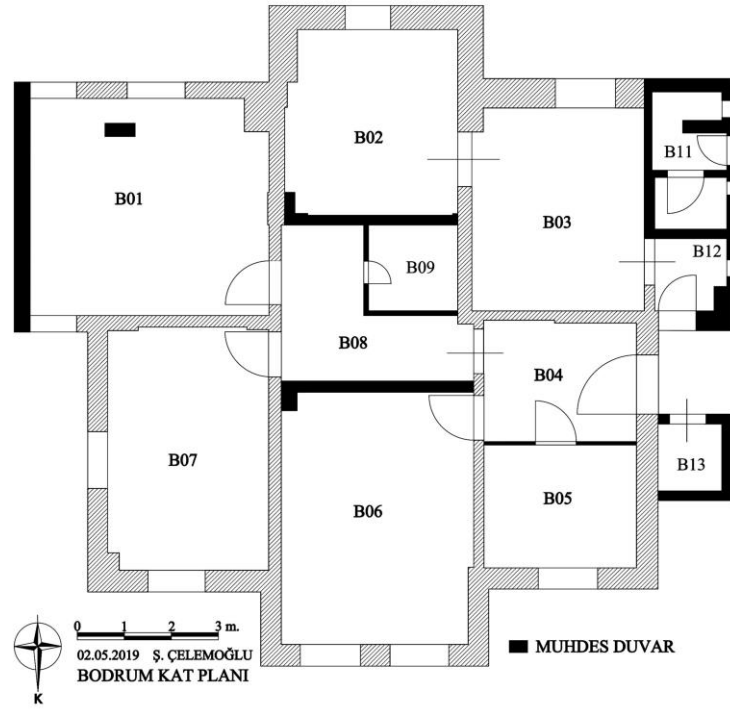 B02
B11
B01
B03
B12
B09
B08
B04
B07
B13
B06
B05
0 1 2 3 m.
02.05.2019 Ş. ÇELEMOĞLU
BODRUM KAT PLANI
K
MUHDES DUVAR